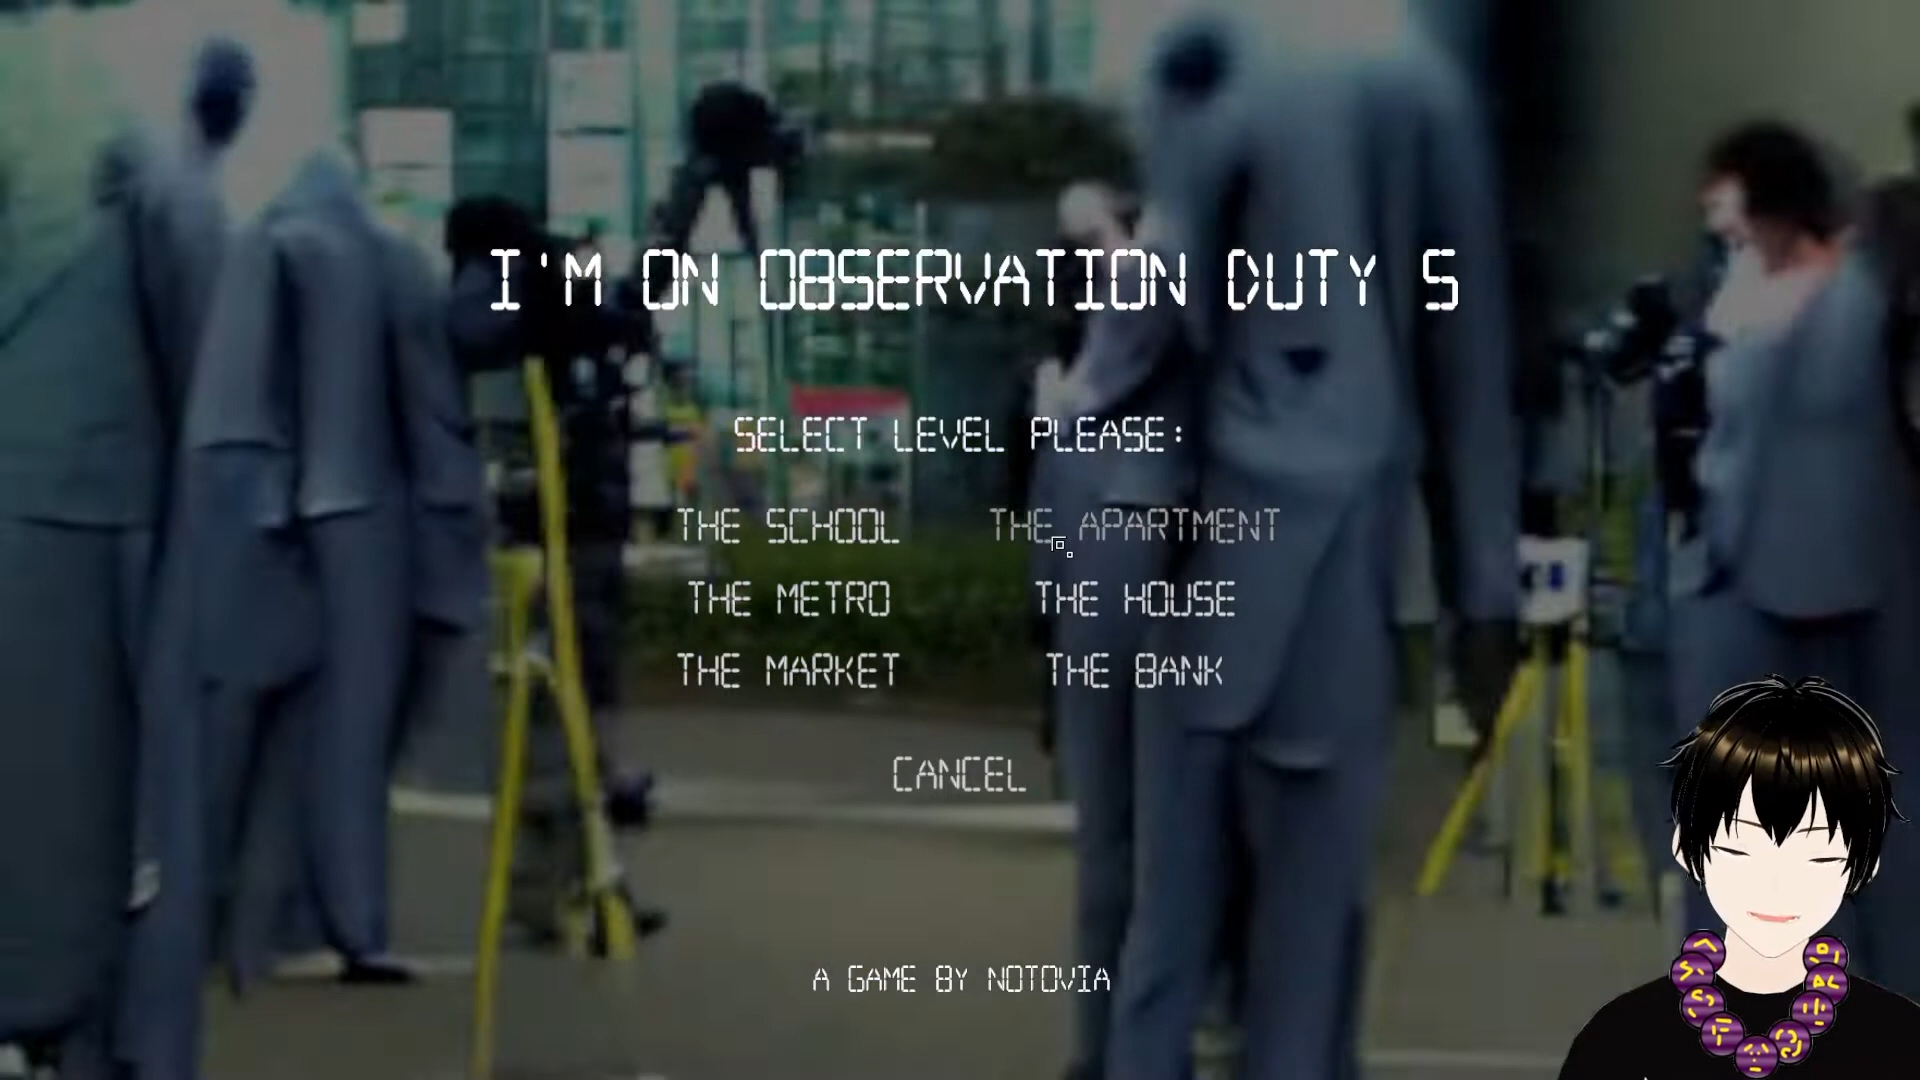 I'M ON OBSERVATION DUTY 5
SELECT LEVEL PLEASE:
THE SCHOOL THE APARTMENT
THE METRO THE HOUSE
THE MARKET THE BANK
CANCEL
A GAME BY NOTOVIA